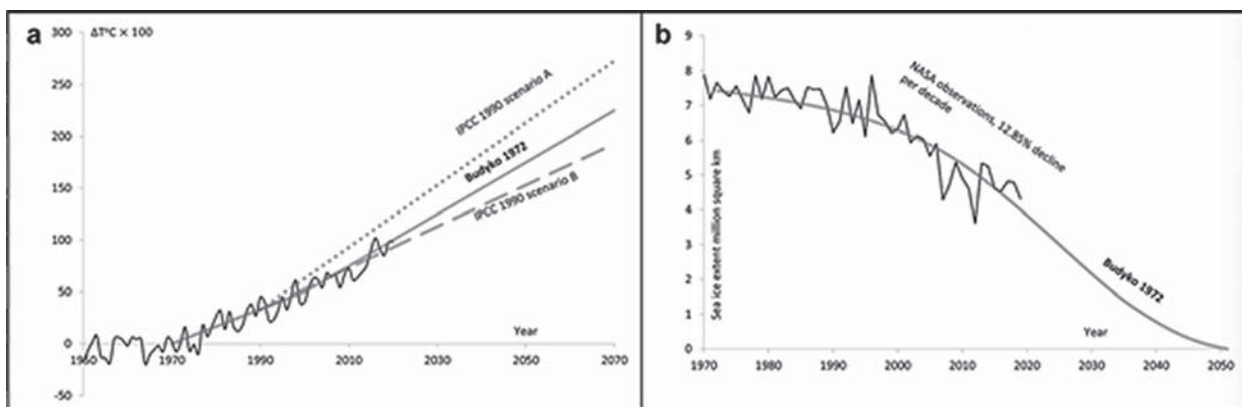 a
ΔT°C × 100
300
250
200
150
100
50
0
-50
1960
1970
1990
2010
2030
2050
2070
Year
IPCC 1990 scenario A
Budyko 1972
IPCC 1990 scenario B
b
9
8
7
6
5
4
3
2
1
0
1970
1980
1990
2000
2010
2020
2030
2040
2050
Year
Sea ice extent million square km
NASA observations, 12.85% decline
per decade
Budyko 1972